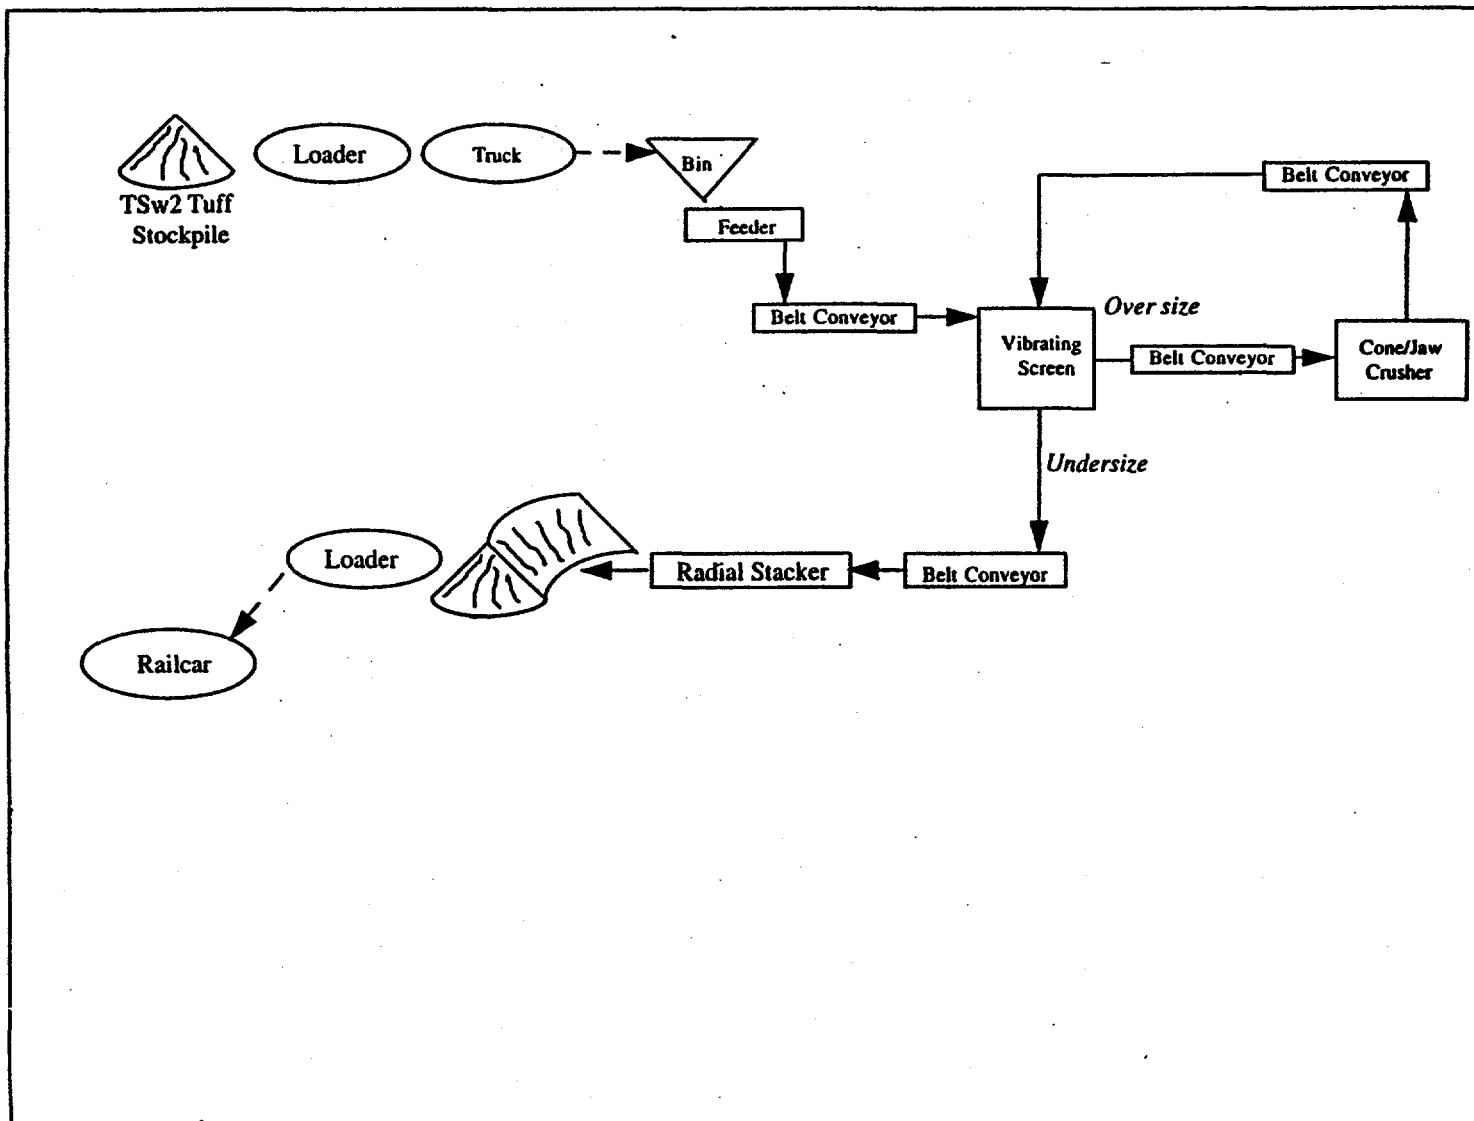 TSw2 Tuff
Stockpile
Loader
Truck
Bin
Feeder
Belt Conveyor
Vibrating
Screen
Over size
Belt Conveyor
Cone/Jaw
Crusher
Belt Conveyor
Undersize
Belt Conveyor
Radial Stacker
Loader
Railcar